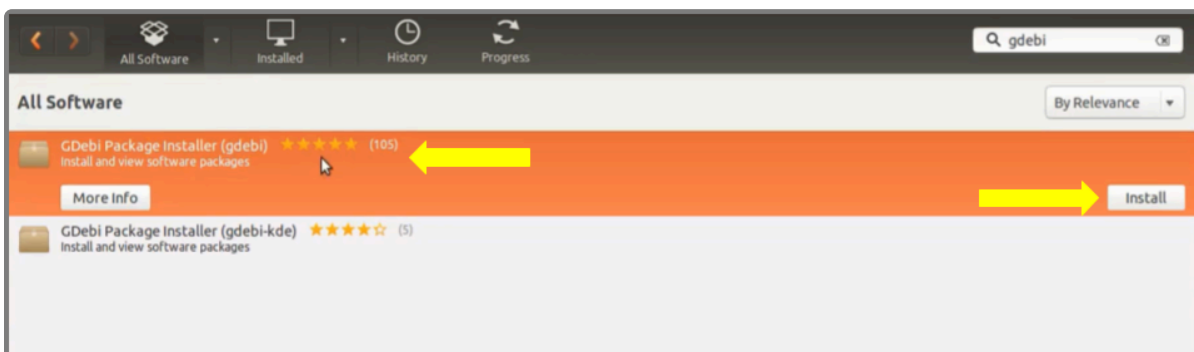 All Software
Installed
History
Progress
gdebi
All Software
By Relevance
GDebi Package Installer (gdebi) (105)
Install and view software packages
More Info
Install
GDebi Package Installer (gdebi-kde) (5)
Install and view software packages